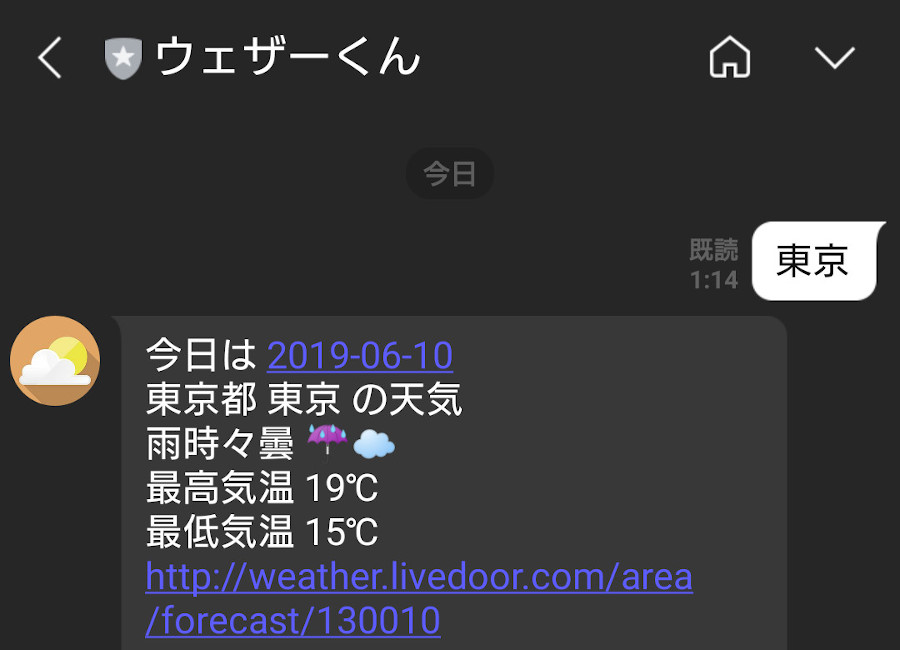 ウェザーくん
今日
既読
1:14
東京
今日は 2019-06-10
東京都 東京 の天気
雨時々曇 ☔☁
最高気温 19℃
最低気温 15℃
http://weather.livedoor.com/area
/forecast/130010